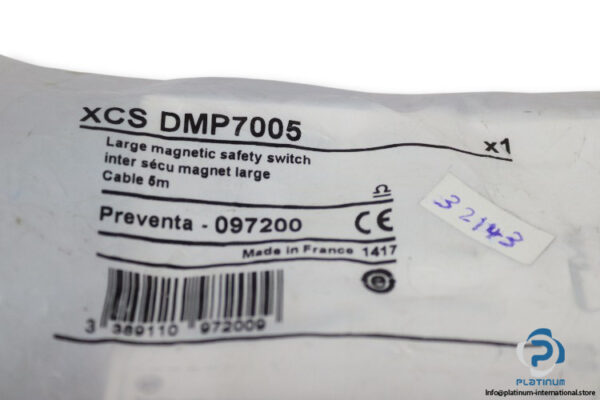 XCS DMP7005
x1
Large magnetic safety switch
inter sécu magnet large
Cable 5m
Preventa - 097200
CE
Made in France 1417
3 389110 972009
32143
PLATINUM
Info@platinum-international.store